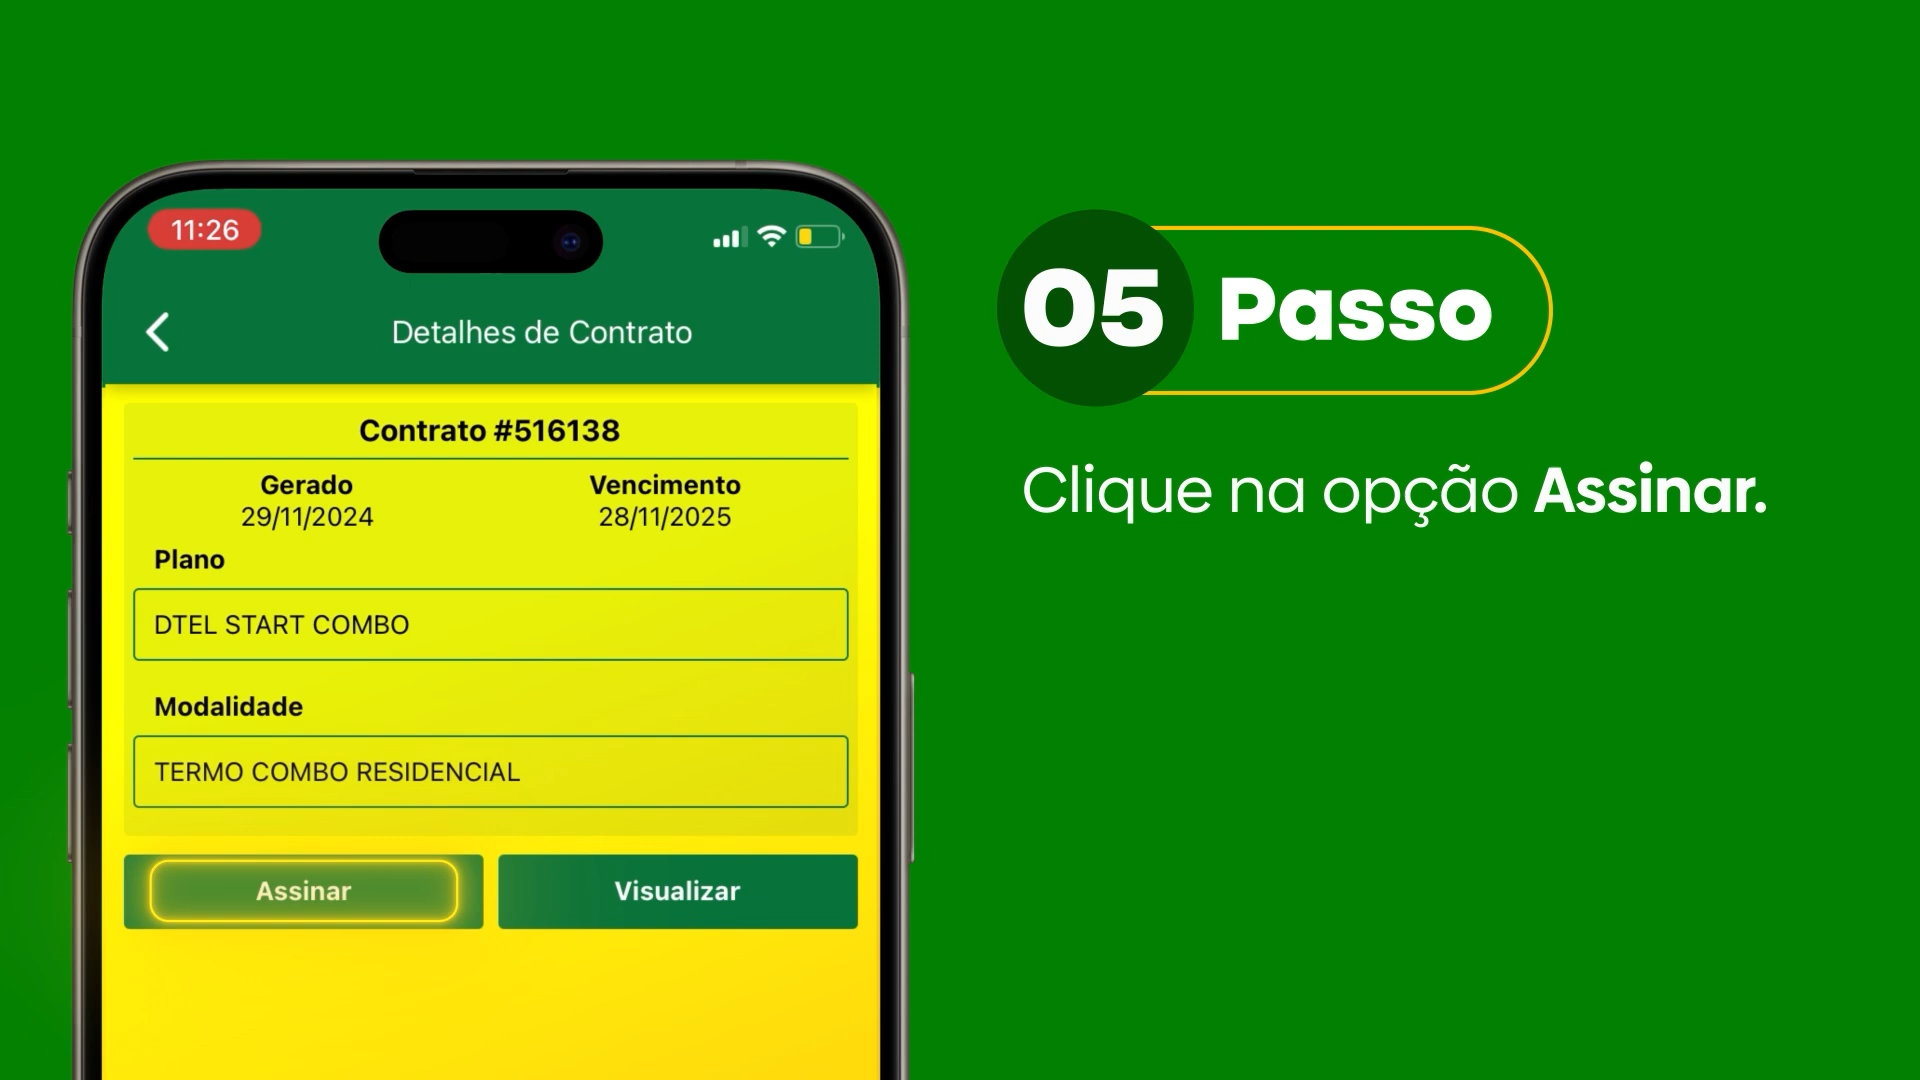 11:26
Detalhes de Contrato
Contrato #516138
Gerado Vencimento
29/11/2024 28/11/2025
Plano
DTEL START COMBO
Modalidade
TERMO COMBO RESIDENCIAL
Assinar Visualizar
05 Passo
Clique na opção Assinar.